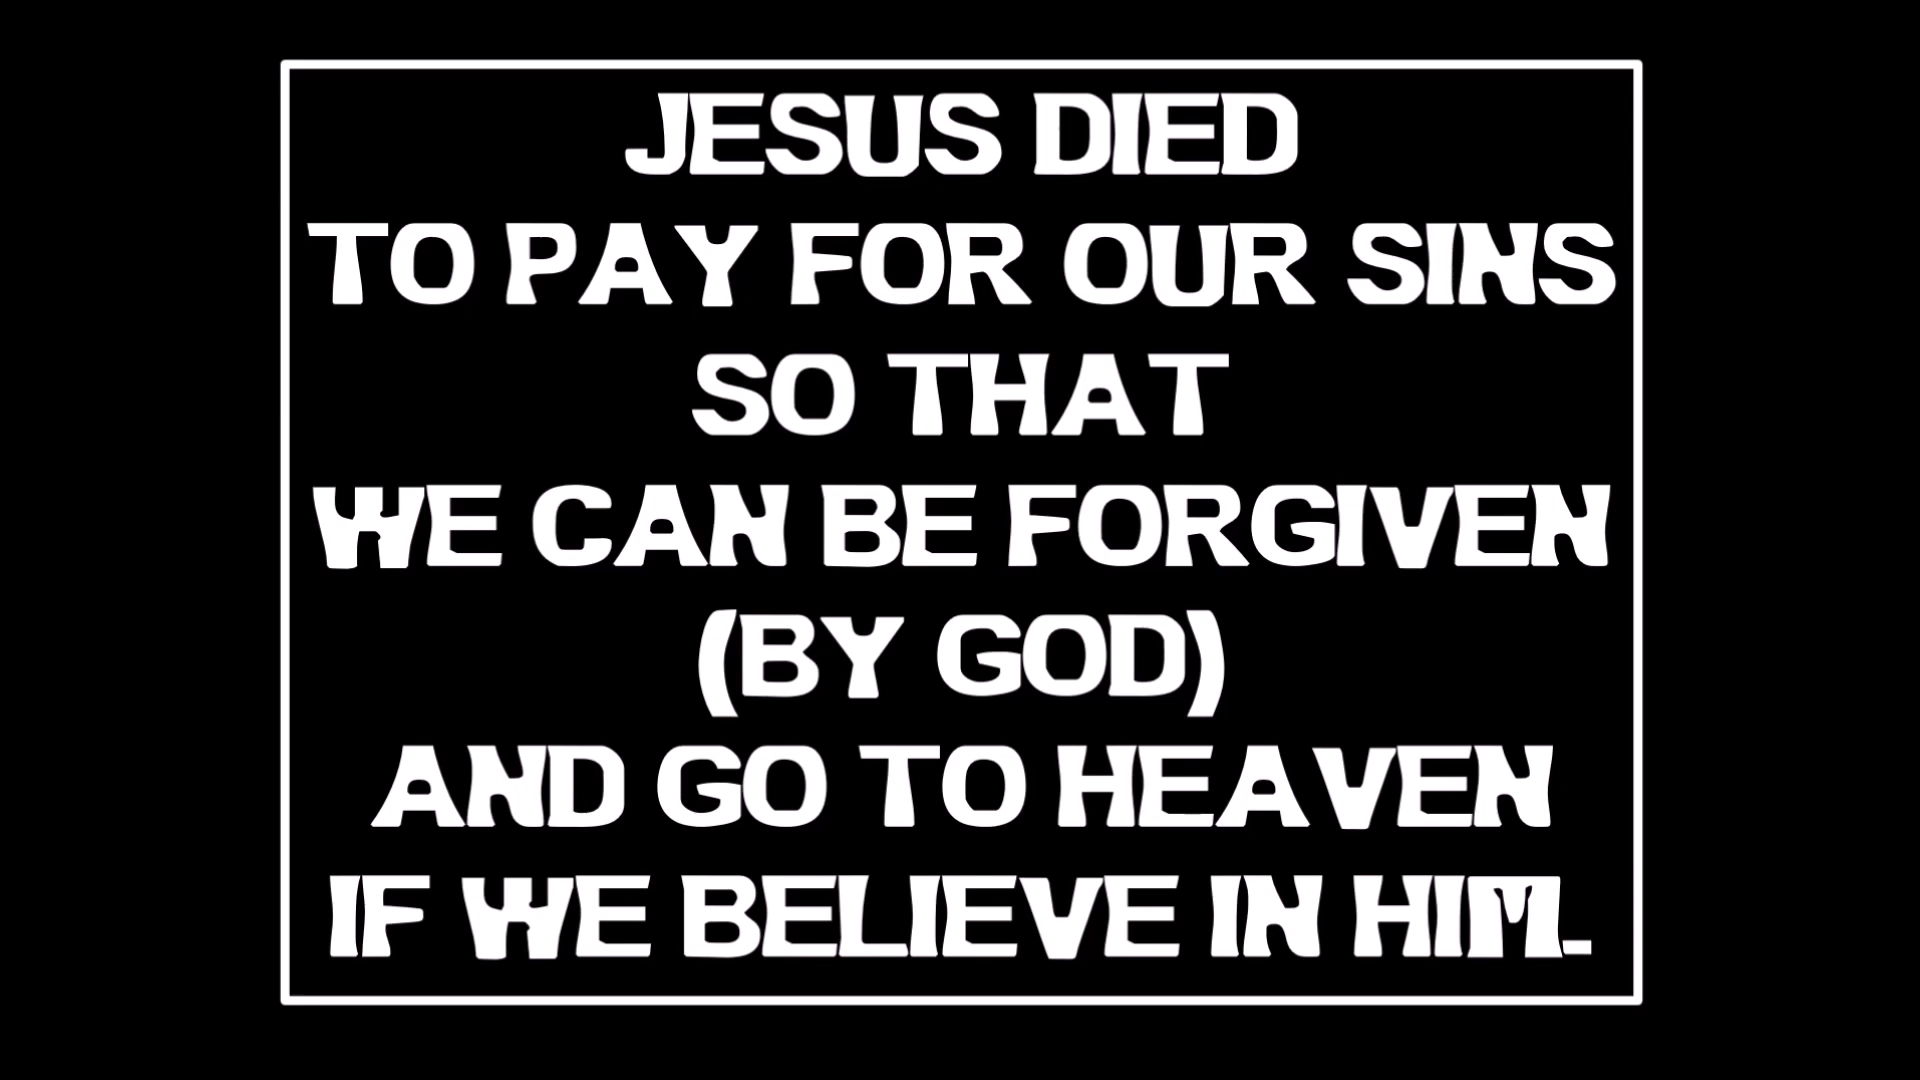 JESUS DIED
TO PAY FOR OUR SINS
SO THAT
WE CAN BE FORGIVEN
(BY GOD)
AND GO TO HEAVEN
IF WE BELIEVE IN HIM.